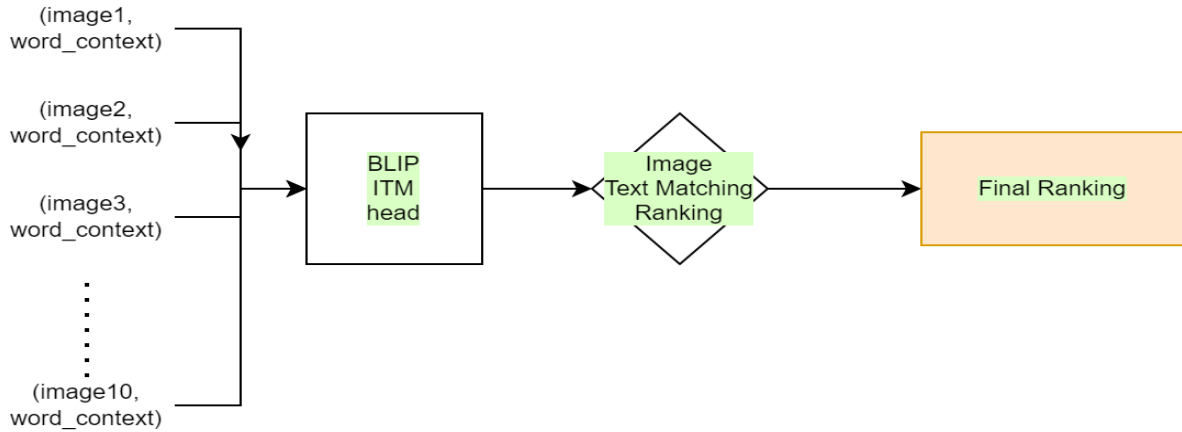 (image1,
word_context)
(image2,
word_context)
(image3,
word_context)
(image10,
word_context)
BLIP
ITM
head
Image
Text Matching
Ranking
Final Ranking